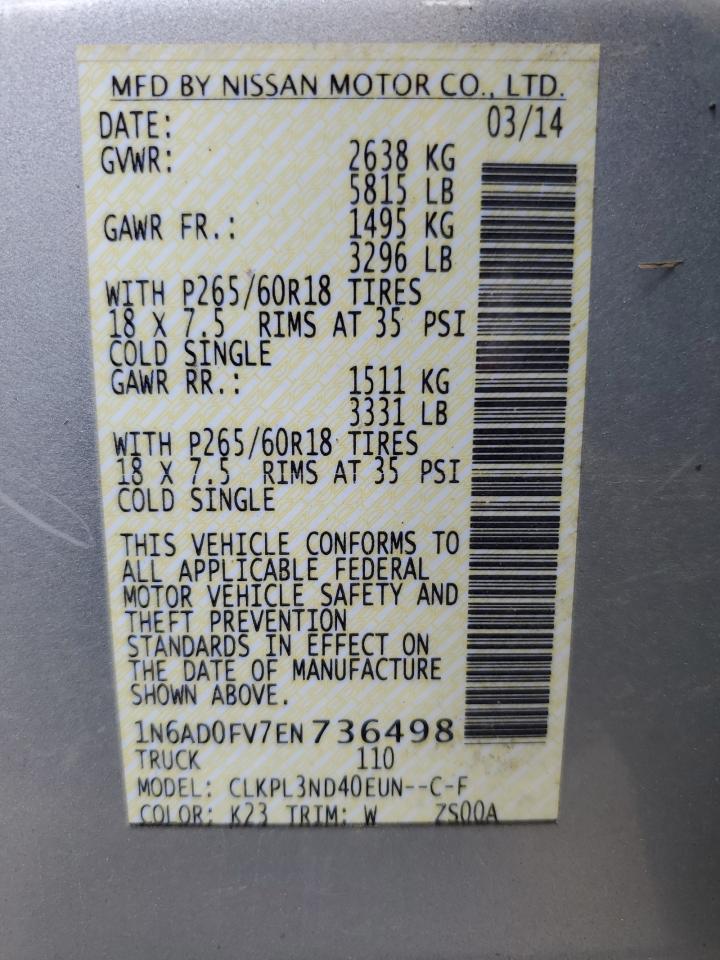 MFD BY NISSAN MOTOR CO., LTD.
DATE: 03/14
GVWR: 2638 KG
5815 LB
GAWR FR.: 1495 KG
3296 LB
WITH P265/60R18 TIRES
18 X 7.5 RIMS AT 35 PSI
COLD SINGLE
GAWR RR.: 1511 KG
3331 LB
WITH P265/60R18 TIRES
18 X 7.5 RIMS AT 35 PSI
COLD SINGLE
THIS VEHICLE CONFORMS TO
ALL APPLICABLE FEDERAL
MOTOR VEHICLE SAFETY AND
THEFT PREVENTION
STANDARDS IN EFFECT ON
THE DATE OF MANUFACTURE
SHOWN ABOVE.
1N6AD0FV7EN736498
TRUCK 110
MODEL: CLKPL3ND40EUN--C-F
COLOR: K23 TRIM: W ZS00A